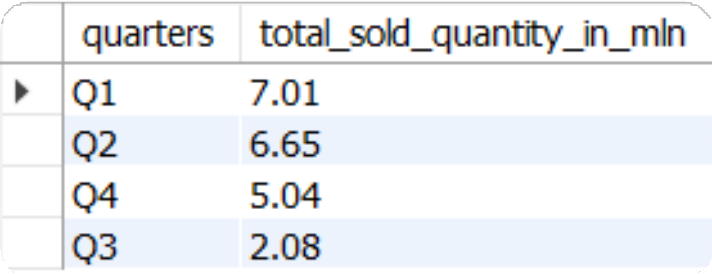 quarters total_sold_quantity_in_mln
Q1 7.01
Q2 6.65
Q4 5.04
Q3 2.08